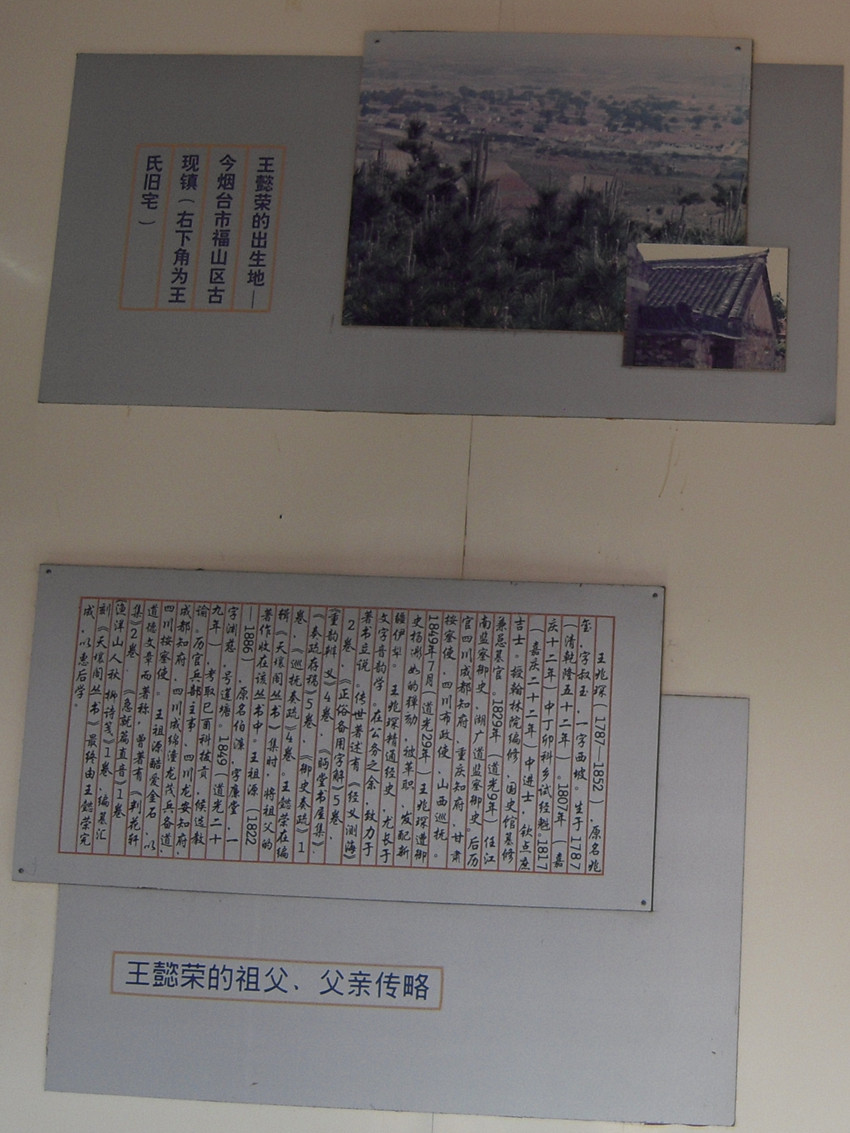 王懿荣的出生地—
今烟台市福山区古
现镇（右下角为王
氏旧宅）
王兆琛（1787—1852），原名兆
玺，字叔玉，一字西坡。生于1787
（清乾隆五十二年）。1807年（嘉
庆十二年）中丁卯科乡试经魁。1817
（嘉庆二十二年）中进士，钦点庶
吉士。授翰林院编修，国史馆纂修
兼总纂官。1829年（道光9年）任江
南监察御史，湖广道监察御史。后历
官四川成都知府，重庆知府，甘肃
按察使，四川布政使，山西巡抚。
1849年7月（道光29年）王兆琛遭御
史杨彤如的弹劾，被革职，发配新
疆伊犁。王兆琛精通经史，尤长于
文字音韵学。在公务之余，致力于
著书立说。传世著述有《经义测海》
2卷，《正俗备用字解》5卷，
《重韵辨义》4卷，《眄堂书屋集》、
《奏疏存稿》5卷，《御史奏疏》1
卷，《巡抚奏疏》4卷。王懿荣在编
辑《天壤阁丛书》集时，将祖父的
著作收在该丛书中。王祖源（1822
—1886），原名伯濂，字廉堂，一
字渊慈，号道塘。1849（道光二十
九年），考取己酉科拔贡，候选教
谕。历官兵部主事，四川龙安知府，
成都知府，四川成绵潼龙茂兵备道，
四川按察使。王祖源酷爱金石，以
道德文章而著称，曾著有《判花轩
集》2卷，《急就篇直音》1卷
《渔洋山人秋柳诗笺》1卷，编纂汇
刻《天壤阁丛书》最终由王懿荣完
成，以惠后学。
王懿荣的祖父、父亲传略